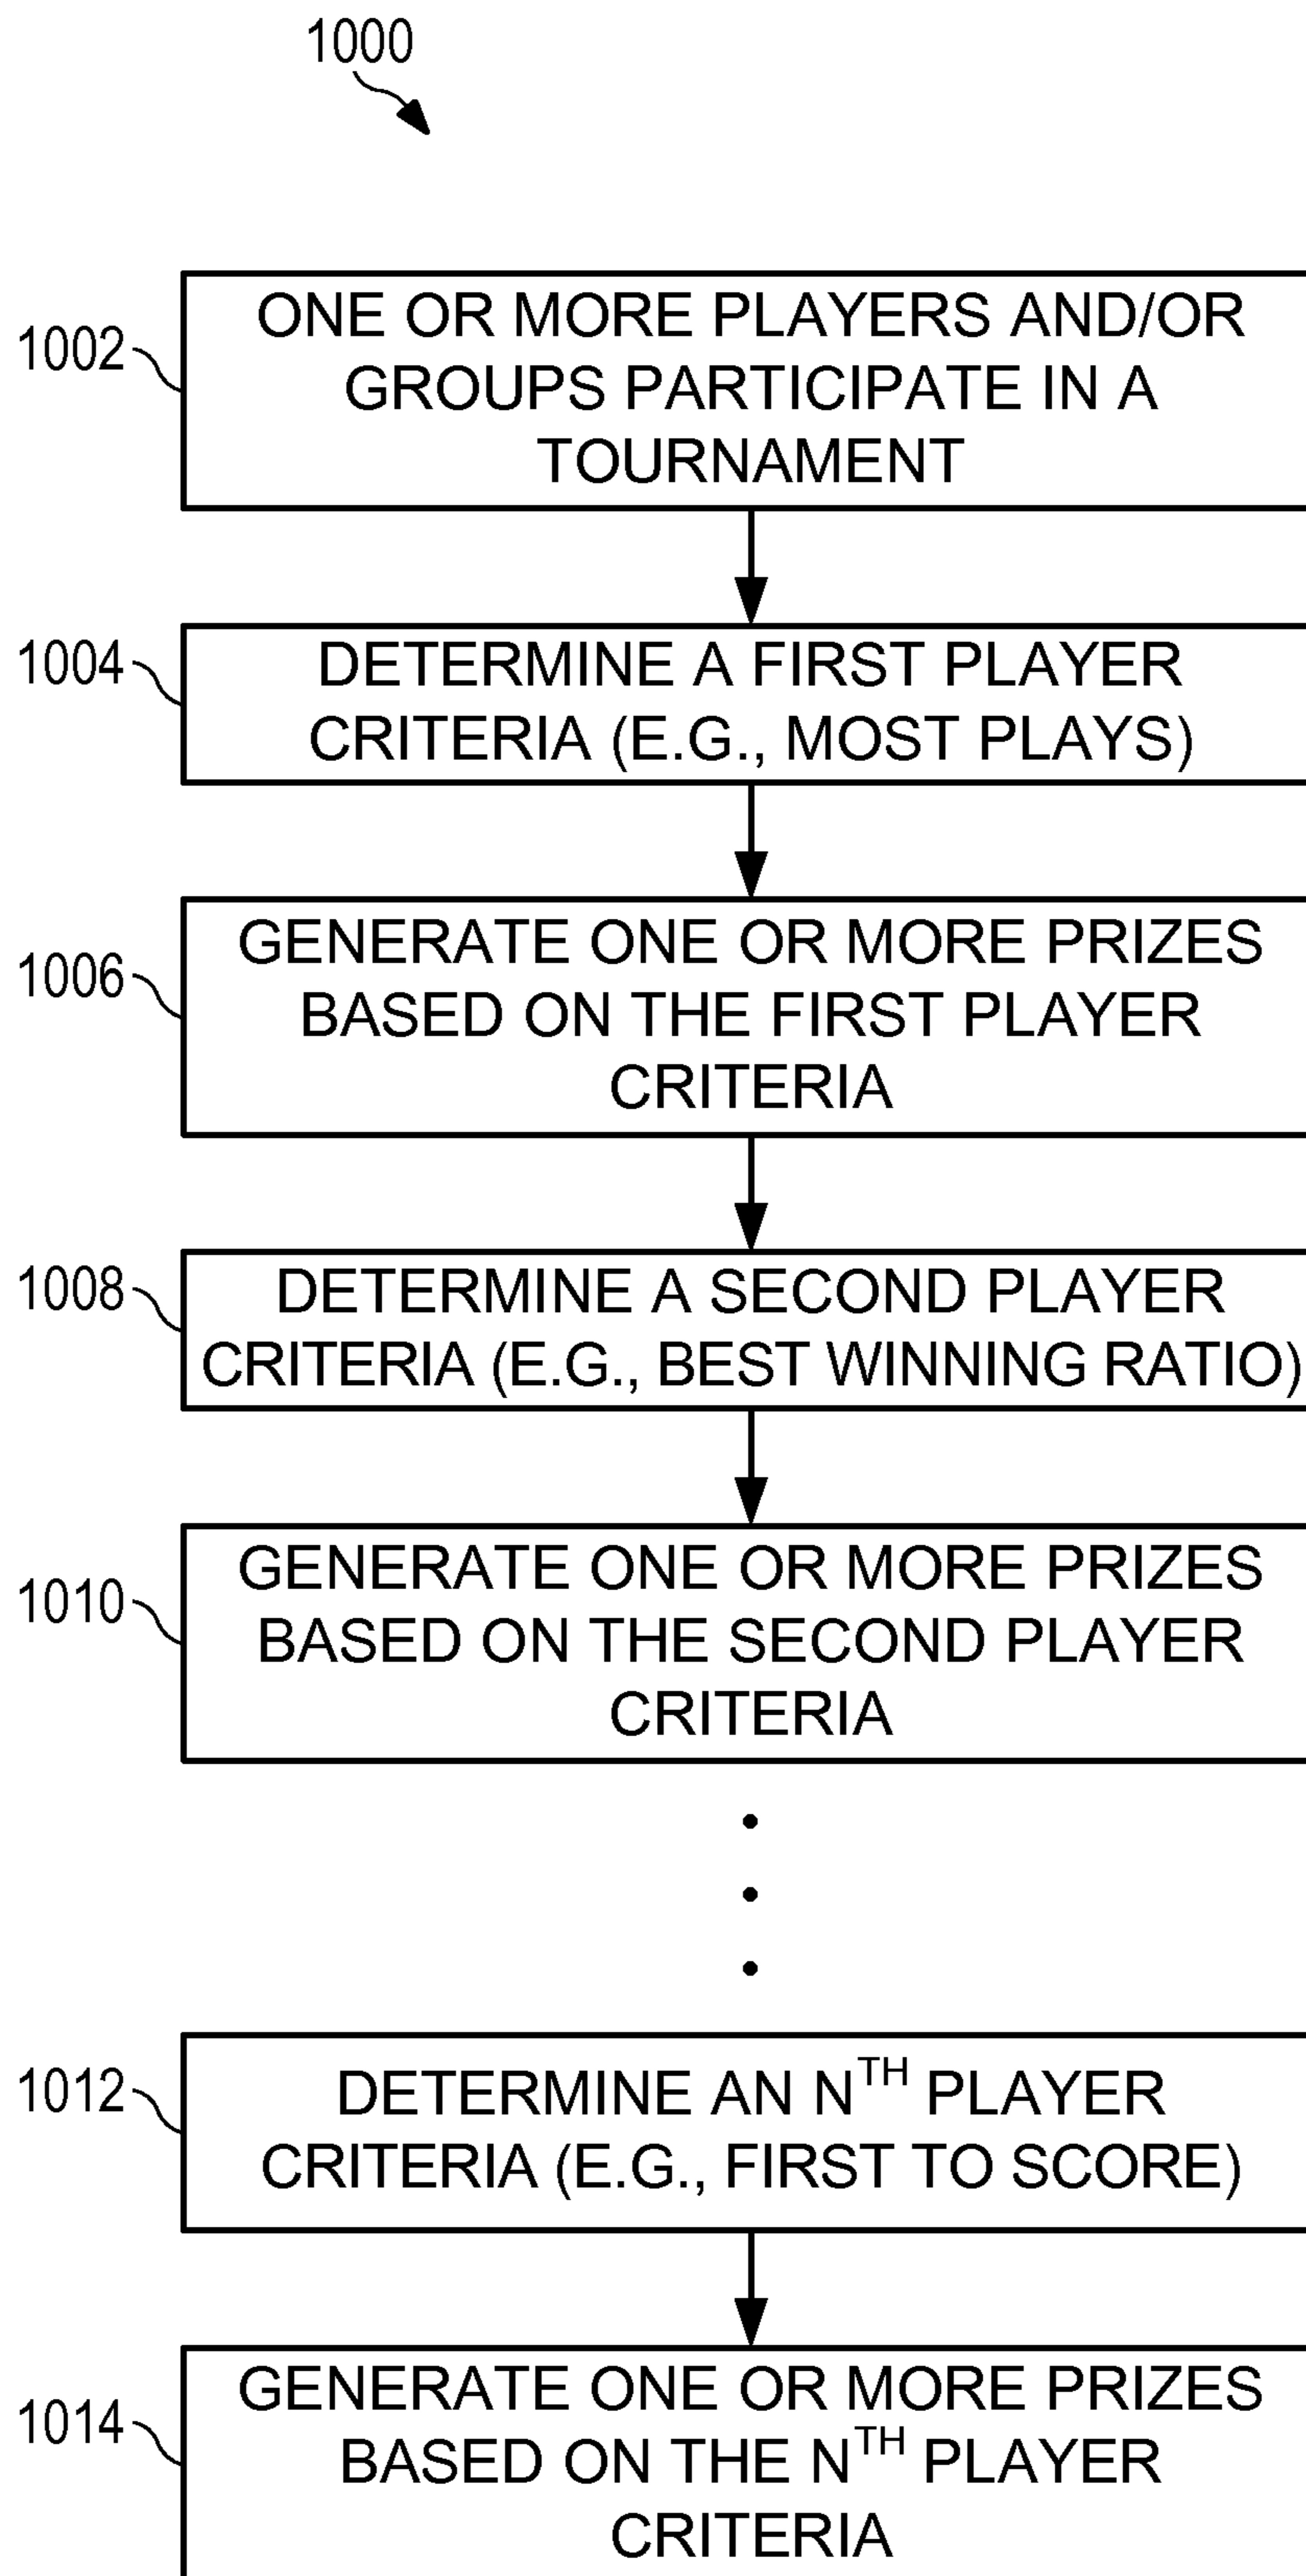 1000
1002
ONE OR MORE PLAYERS AND/OR
GROUPS PARTICIPATE IN A
TOURNAMENT
1004
DETERMINE A FIRST PLAYER
CRITERIA (E.G., MOST PLAYS)
1006
GENERATE ONE OR MORE PRIZES
BASED ON THE FIRST PLAYER
CRITERIA
1008
DETERMINE A SECOND PLAYER
CRITERIA (E.G., BEST WINNING RATIO)
1010
GENERATE ONE OR MORE PRIZES
BASED ON THE SECOND PLAYER
CRITERIA
1012
DETERMINE AN N^TH PLAYER
CRITERIA (E.G., FIRST TO SCORE)
1014
GENERATE ONE OR MORE PRIZES
BASED ON THE N^TH PLAYER
CRITERIA